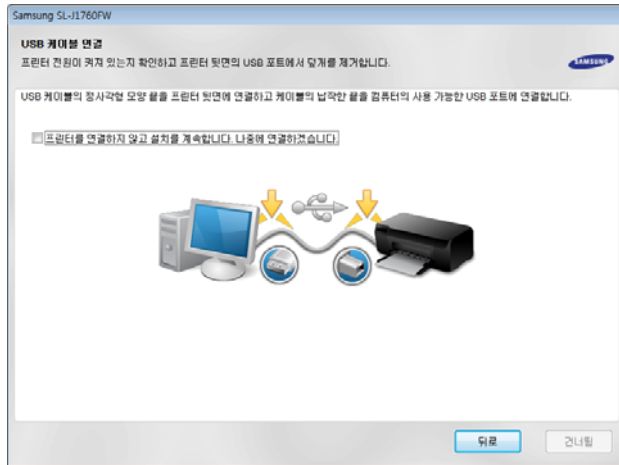 Samsung SL-J1760FW
USB 케이블 연결
프린터 전원이 켜져 있는지 확인하고 프린터 뒷면의 USB 포트에서 덮개를 제거합니다.
SAMSUNG
USB 케이블의 정사각형 모양 끝을 프린터 뒷면에 연결하고 케이블의 납작한 끝을 컴퓨터의 사용 가능한 USB 포트에 연결합니다.
프린터를 연결하지 않고 설치를 계속합니다. 나중에 연결하겠습니다.
뒤로
건너뜀